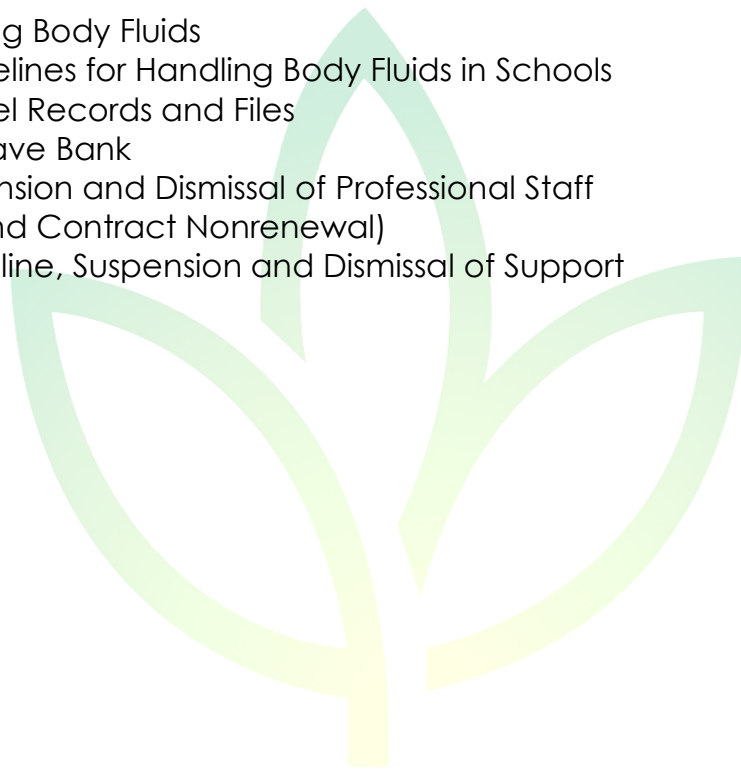 g Body Fluids
elines for Handling Body Fluids in Schools
el Records and Files
ave Bank
nsion and Dismissal of Professional Staff
nd Contract Nonrenewal)
line, Suspension and Dismissal of Support